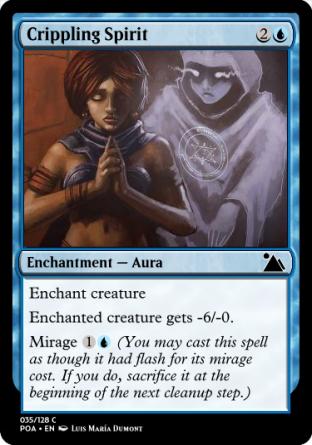 Crippling Spirit 2
Enchantment — Aura
Enchant creature
Enchanted creature gets -6/-0.
Mirage 1 (You may cast this spell
as though it had flash for its mirage
cost. If you do, sacrifice it at the
beginning of the next cleanup step.)
035/128 C
POA • EN Luis María Dumont